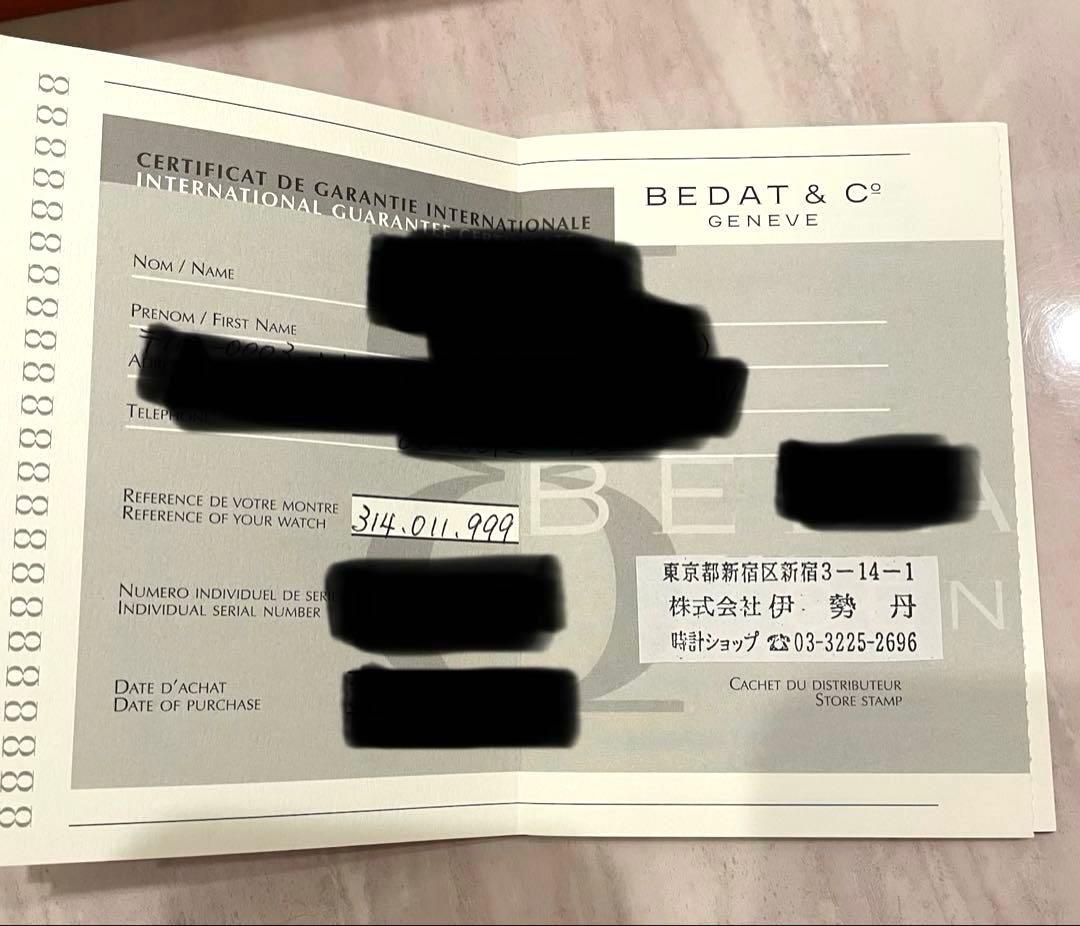 CERTIFICAT DE GARANTIE INTERNATIONALE
INTERNATIONAL GUARANTEE
BEDAT & Cº
GENEVE
NOM / NAME
PRENOM / FIRST NAME
TELEPHONE
REFERENCE DE VOTRE MONTRE
REFERENCE OF YOUR WATCH
314.011.999
NUMERO INDIVIDUEL DE
INDIVIDUAL SERIAL NUMBER
DATE D'ACHAT
DATE OF PURCHASE
東京都新宿区新宿3-14-1
株式会社 伊 勢 丹
時計ショップ ☎03-3225-2696
CACHET DU DISTRIBUTEUR
STORE STAMP